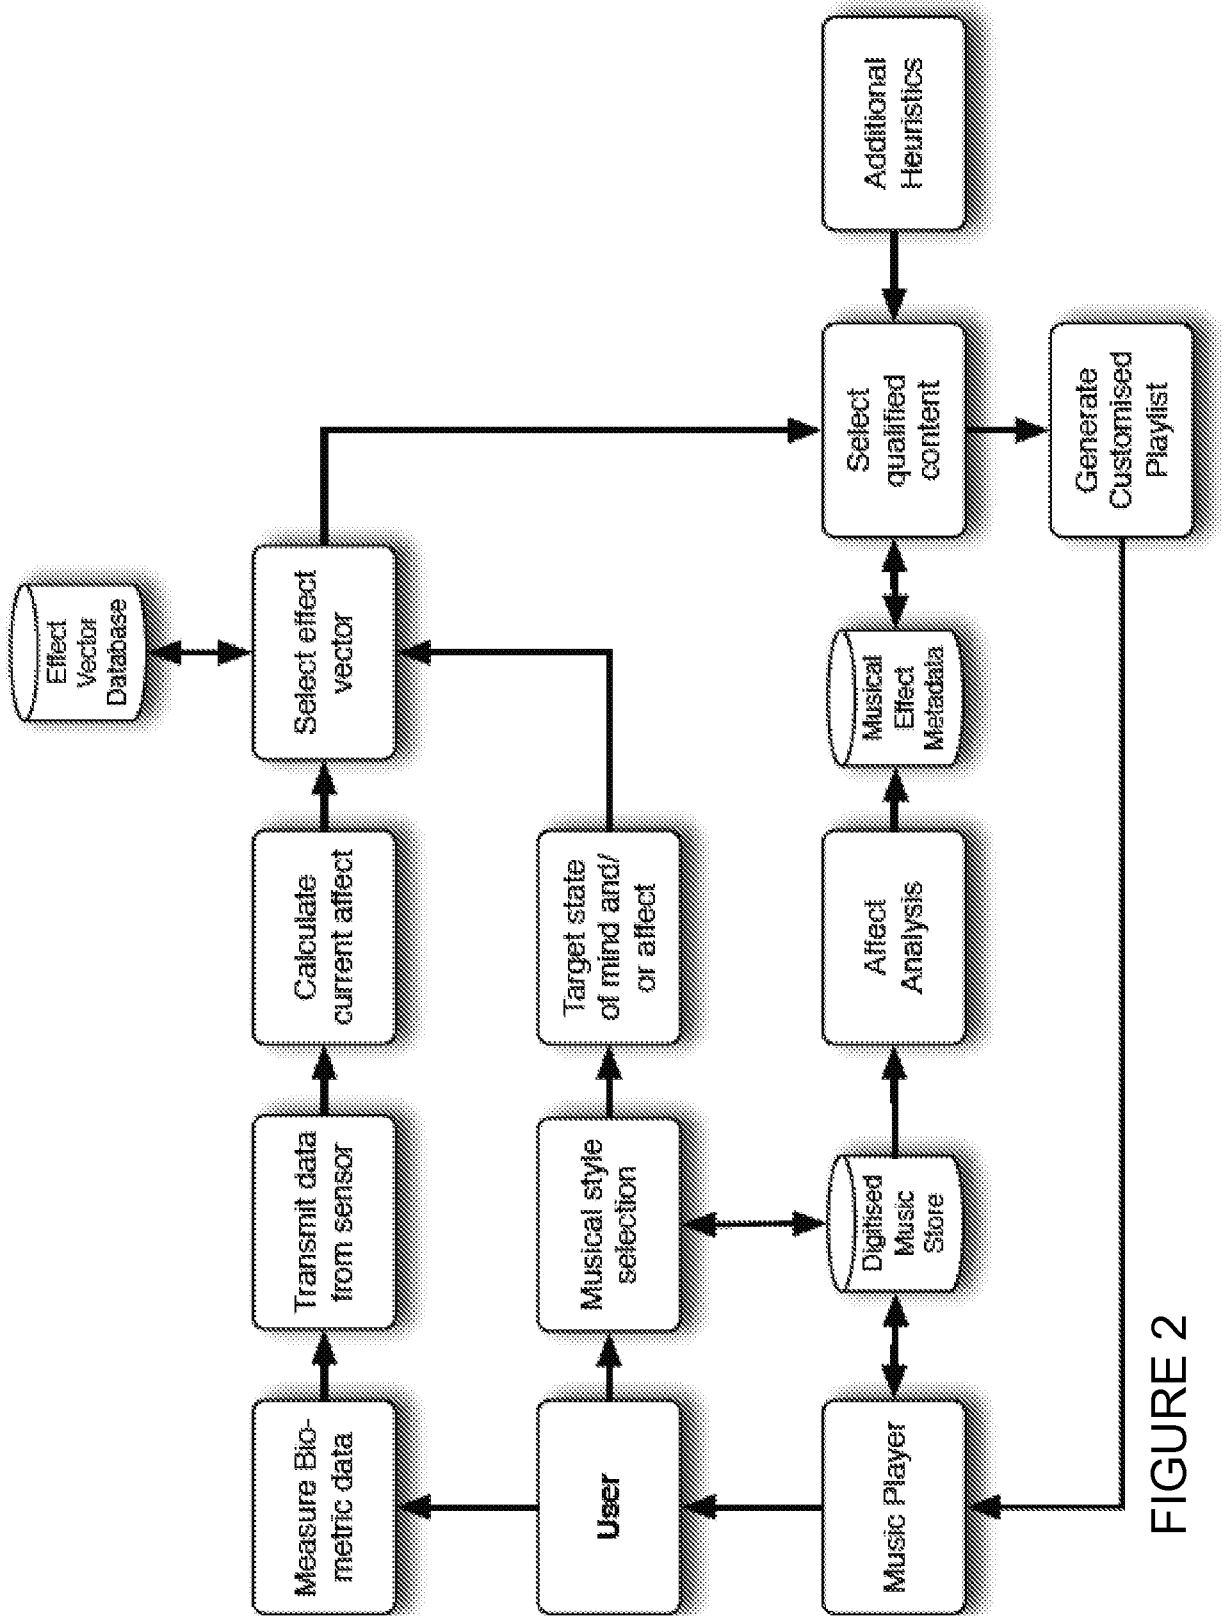 Effect
Vector
Database
Measure Bio-
metric data
Transmit data
from sensor
Calculate
current affect
Select effect
vector
User
Musical style
selection
Target state
of mind and/
or affect
Music Player
Digitised
Music
Store
Affect
Analysis
Musical
Effect
Metadata
Select
qualified
content
Additional
Heuristics
Generate
Customised
Playlist
FIGURE 2